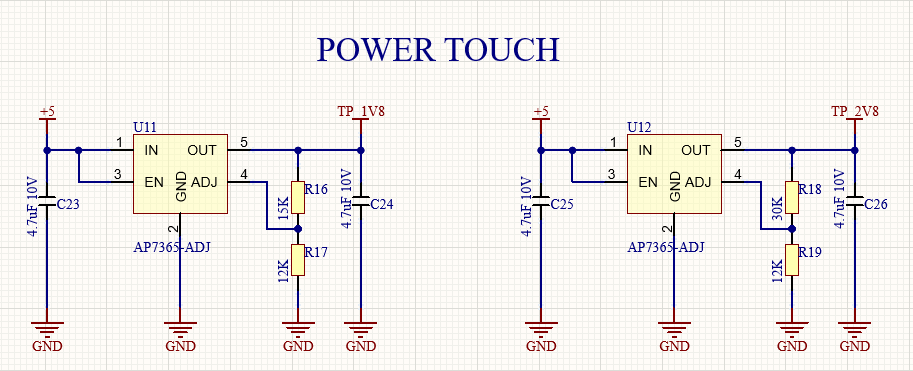 POWER TOUCH
+5
U11
1
IN
OUT
5
3
EN
GND
ADJ
4
2
AP7365-ADJ
4.7uF 10V
C23
R16
15K
R17
12K
TP_1V8
4.7uF 10V
C24
GND
GND
GND
GND
+5
U12
1
IN
OUT
5
3
EN
GND
ADJ
4
2
AP7365-ADJ
4.7uF 10V
C25
R18
30K
R19
12K
TP_2V8
4.7uF 10V
C26
GND
GND
GND
GND